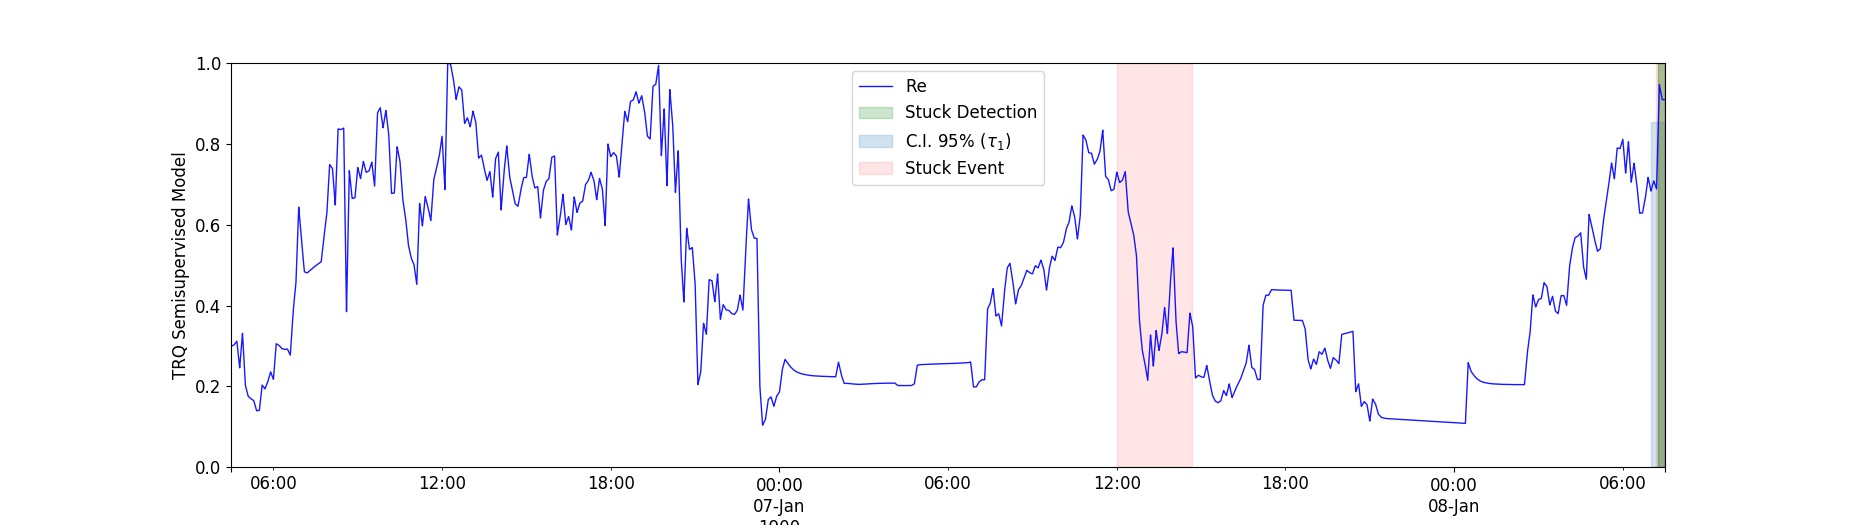 1.0
0.8
0.6
0.4
0.2
0.0
TRQ Semisupervised Model
Re
Stuck Detection
C.I. 95% (τ₁)
Stuck Event
06:00 12:00 18:00 00:00 06:00 12:00 18:00 00:00 06:00
07-Jan 08-Jan
1900